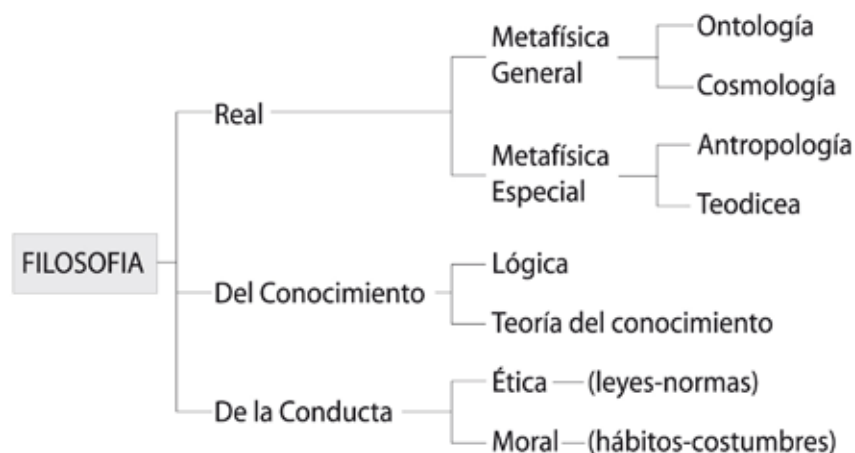 FILOSOFIA
Real
Metafísica
General
Ontología
Cosmología
Metafísica
Especial
Antropología
Teodicea
Del Conocimiento
Lógica
Teoría del conocimiento
De la Conducta
Ética (leyes-normas)
Moral (hábitos-costumbres)